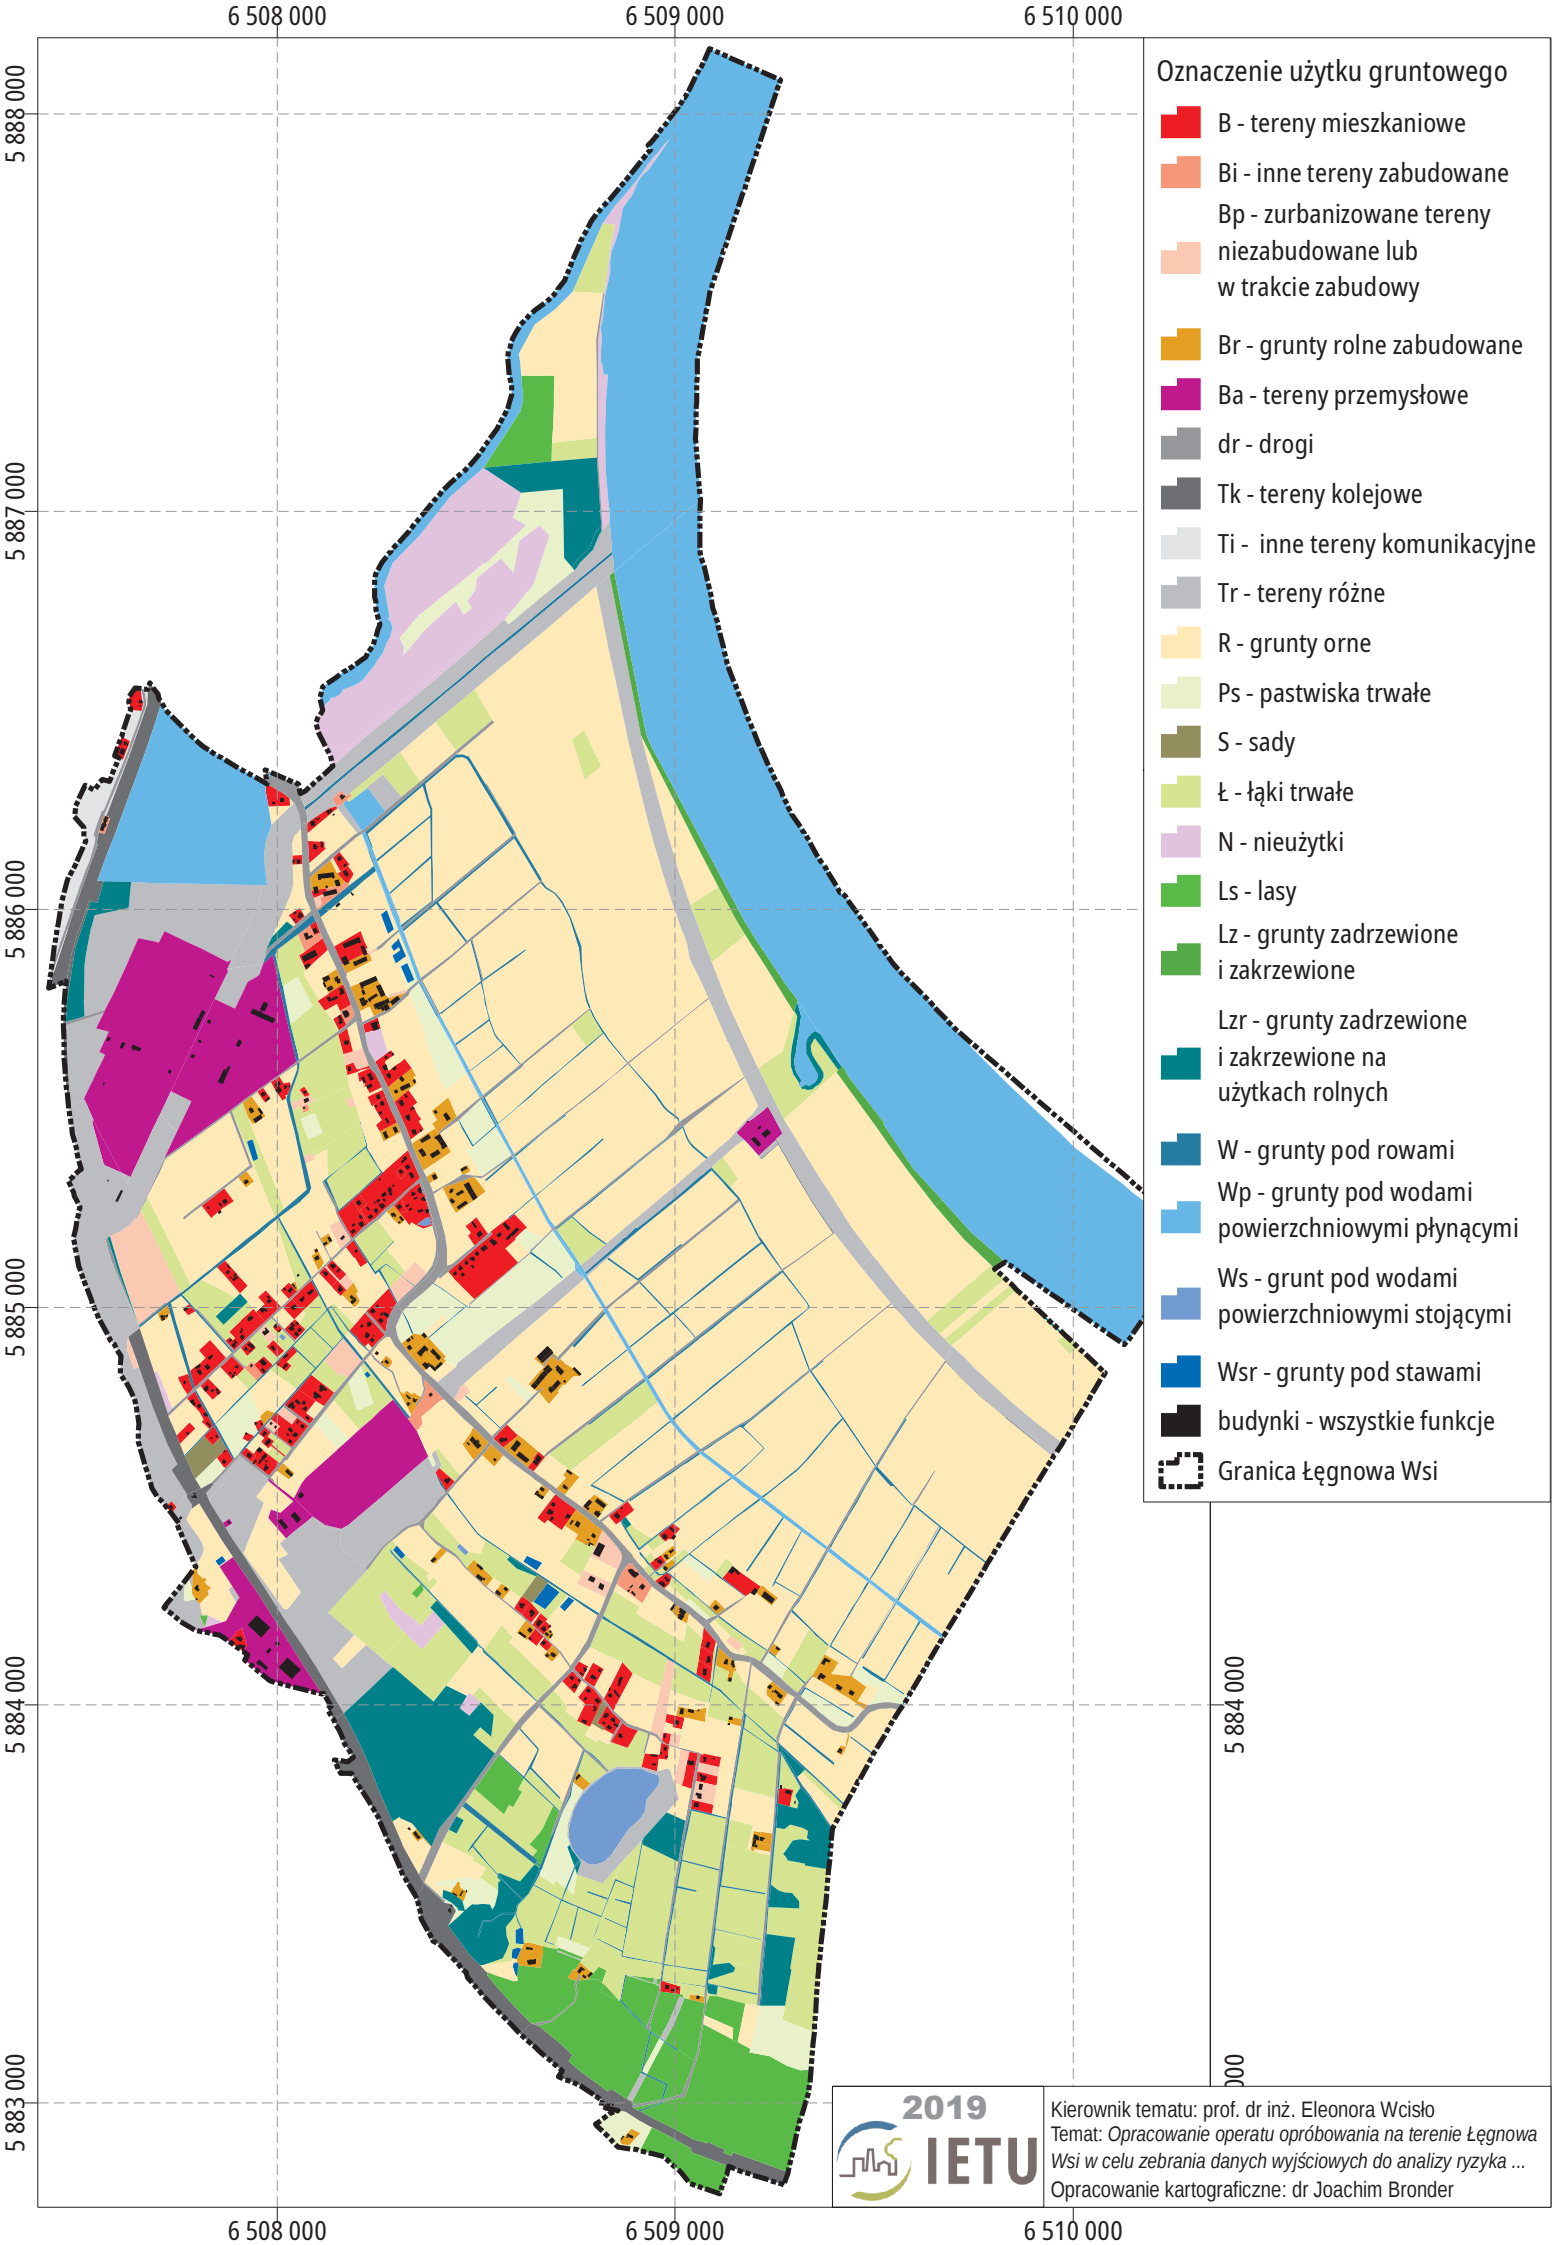 6 508 000
6 509 000
6 510 000
5 888 000
5 887 000
5 886 000
5 885 000
5 884 000
5 883 000
Oznaczenie użytku gruntowego
B - tereny mieszkaniowe
Bi - inne tereny zabudowane
Bp - zurbanizowane tereny
niezabudowane lub
w trakcie zabudowy
Br - grunty rolne zabudowane
Ba - tereny przemysłowe
dr - drogi
Tk - tereny kolejowe
Ti - inne tereny komunikacyjne
Tr - tereny różne
R - grunty orne
Ps - pastwiska trwałe
S - sady
Ł - łąki trwałe
N - nieużytki
Ls - lasy
Lz - grunty zadrzewione
i zakrzewione
Lzr - grunty zadrzewione
i zakrzewione na
użytkach rolnych
W - grunty pod rowami
Wp - grunty pod wodami
powierzchniowymi płynącymi
Ws - grunt pod wodami
powierzchniowymi stojącymi
Wsr - grunty pod stawami
budynki - wszystkie funkcje
Granica Łęgnowa Wsi
5 884 000
000
2019
IETU
Kierownik tematu: prof. dr inż. Eleonora Wcisło
Temat: Opracowanie operatu opróbowania na terenie Łęgnowa
Wsi w celu zebrania danych wyjściowych do analizy ryzyka ...
Opracowanie kartograficzne: dr Joachim Bronder
6 508 000
6 509 000
6 510 000